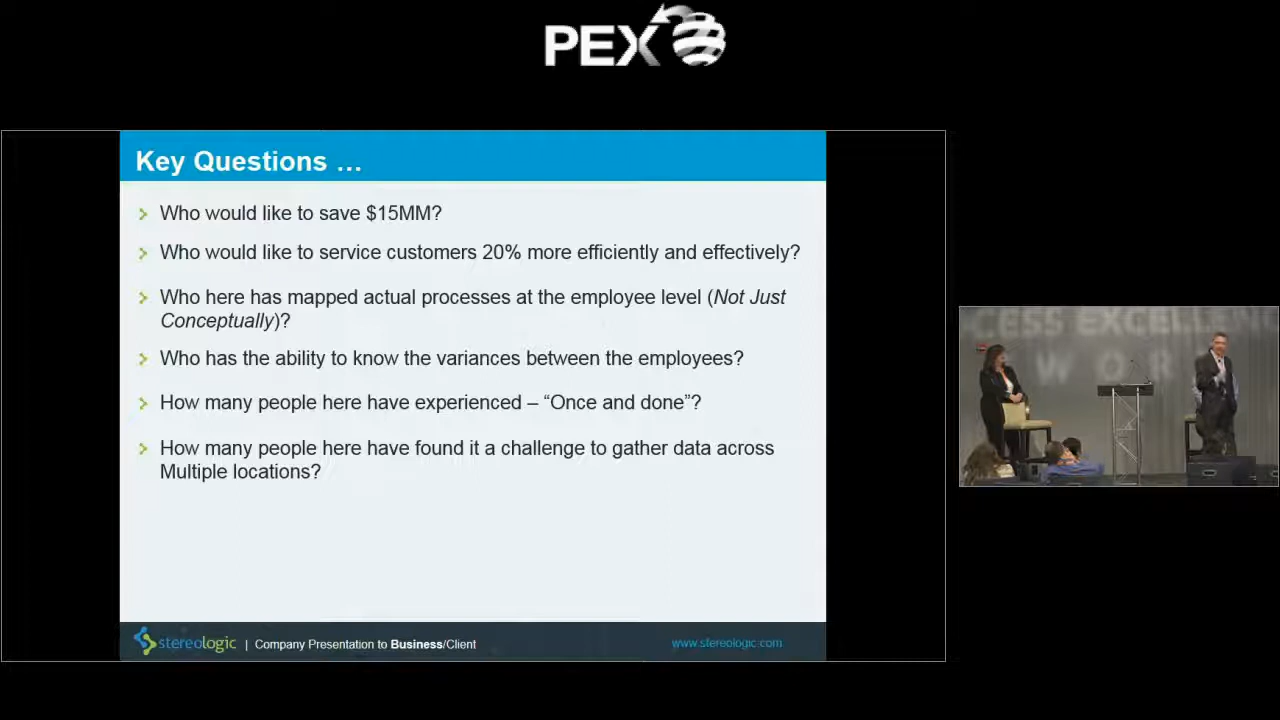 PEX
Key Questions …
Who would like to save $15MM?
Who would like to service customers 20% more efficiently and effectively?
Who here has mapped actual processes at the employee level (Not Just
Conceptually)?
Who has the ability to know the variances between the employees?
How many people here have experienced – “Once and done”?
How many people here have found it a challenge to gather data across
Multiple locations?
stereologic | Company Presentation to Business/Client
www.stereologic.com
CESS EXCELLEN
WOR